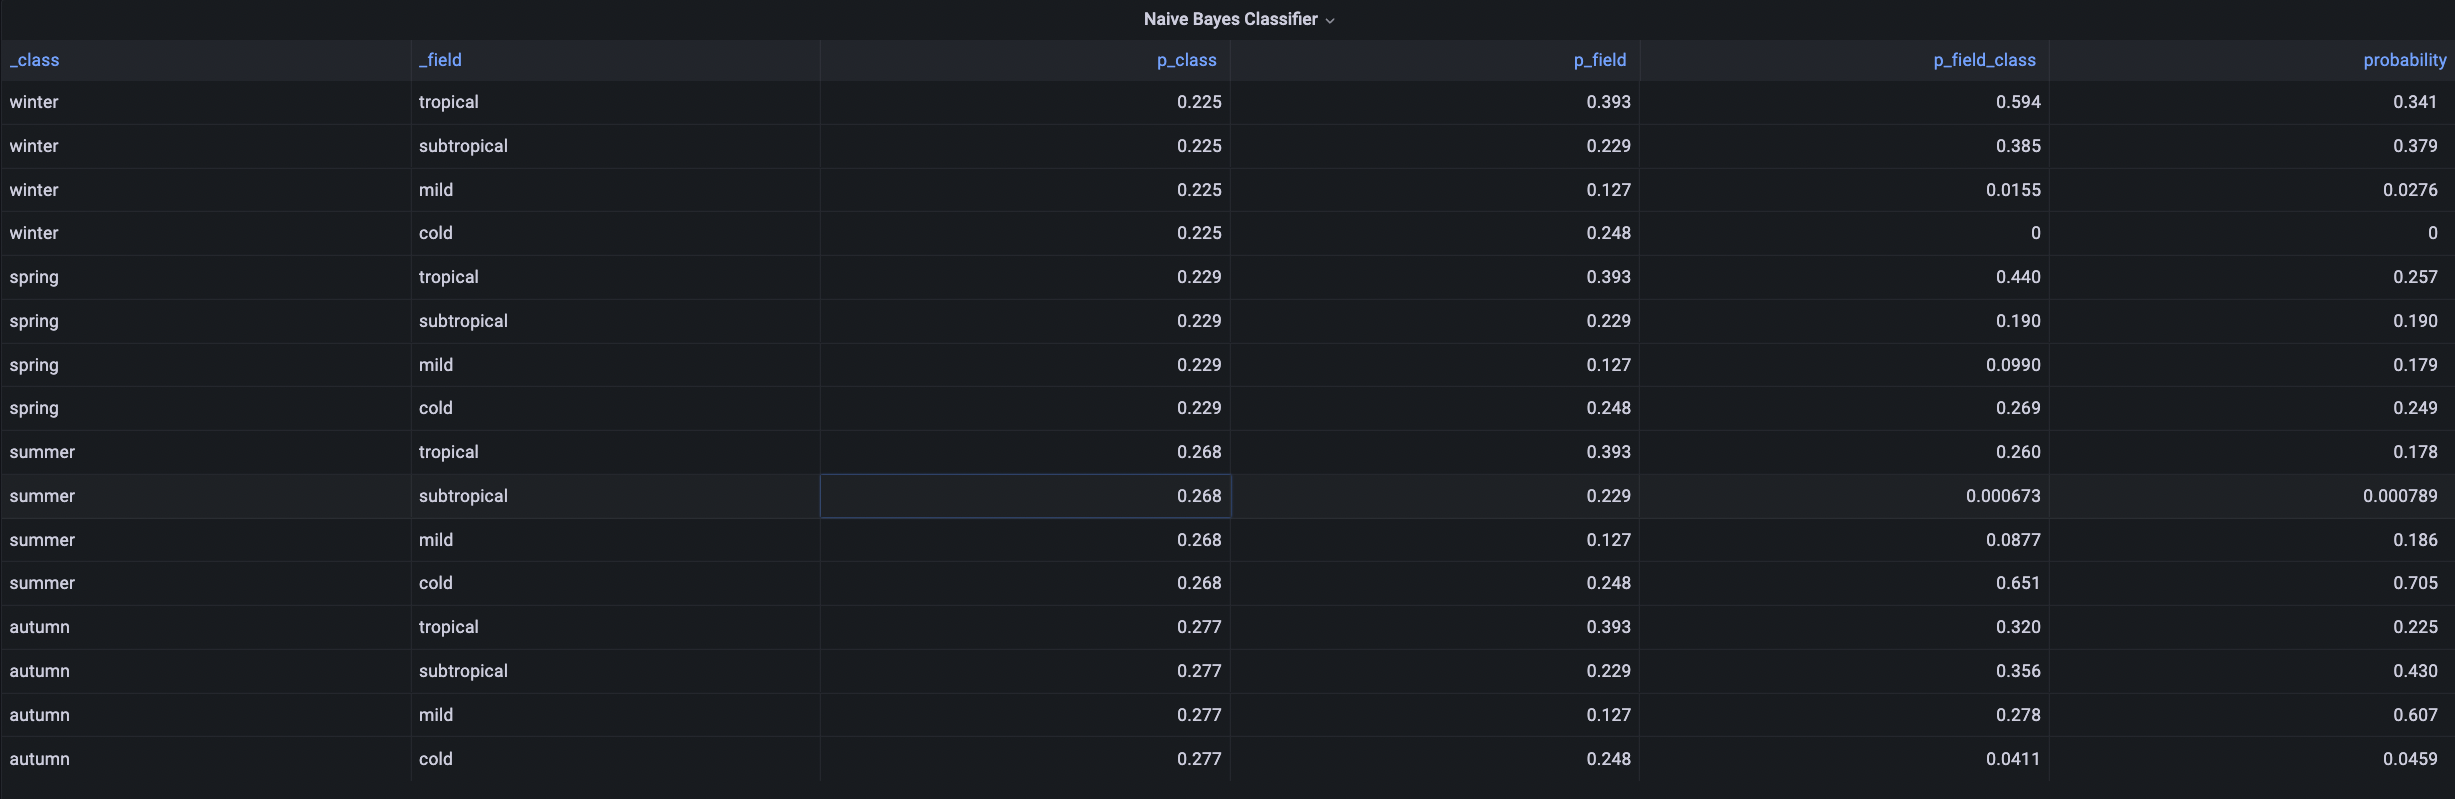 Naive Bayes Classifier
_class _field p_class p_field p_field_class probability
winter tropical 0.225 0.393 0.594 0.341
winter subtropical 0.225 0.229 0.385 0.379
winter mild 0.225 0.127 0.0155 0.0276
winter cold 0.225 0.248 0 0
spring tropical 0.229 0.393 0.440 0.257
spring subtropical 0.229 0.229 0.190 0.190
spring mild 0.229 0.127 0.0990 0.179
spring cold 0.229 0.248 0.269 0.249
summer tropical 0.268 0.393 0.260 0.178
summer subtropical 0.268 0.229 0.000673 0.000789
summer mild 0.268 0.127 0.0877 0.186
summer cold 0.268 0.248 0.651 0.705
autumn tropical 0.277 0.393 0.320 0.225
autumn subtropical 0.277 0.229 0.356 0.430
autumn mild 0.277 0.127 0.278 0.607
autumn cold 0.277 0.248 0.0411 0.0459